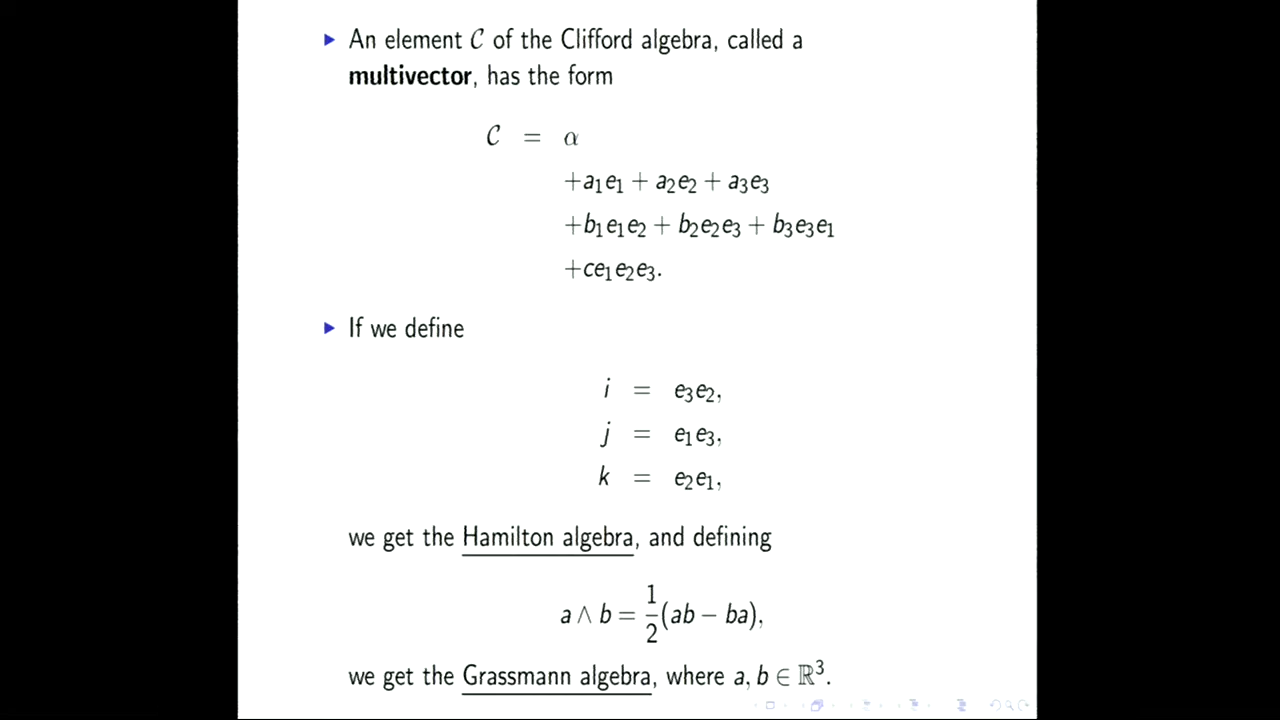 ▶ An element 𝒞 of the Clifford algebra, called a
multivector, has the form
𝒞 = α
+a₁e₁ + a₂e₂ + a₃e₃
+b₁e₁e₂ + b₂e₂e₃ + b₃e₃e₁
+ce₁e₂e₃.
▶ If we define
i = e₃e₂,
j = e₁e₃,
k = e₂e₁,
we get the Hamilton algebra, and defining
a ∧ b = 1/2(ab − ba),
we get the Grassmann algebra, where a, b ∈ ℝ³.